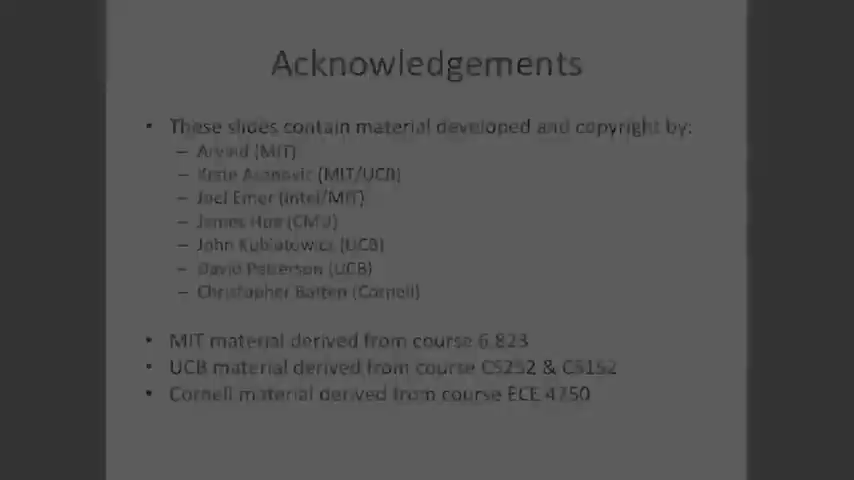 Acknowledgements
• These slides contain material developed and copyright by:
– Arvind (MIT)
– Krste Asanovic (MIT/UCB)
– Joel Emer (Intel/MIT)
– James Hoe (CMU)
– John Kubiatowicz (UCB)
– David Patterson (UCB)
– Christopher Batten (Cornell)
• MIT material derived from course 6.823
• UCB material derived from course CS252 & CS152
• Cornell material derived from course ECE 4750